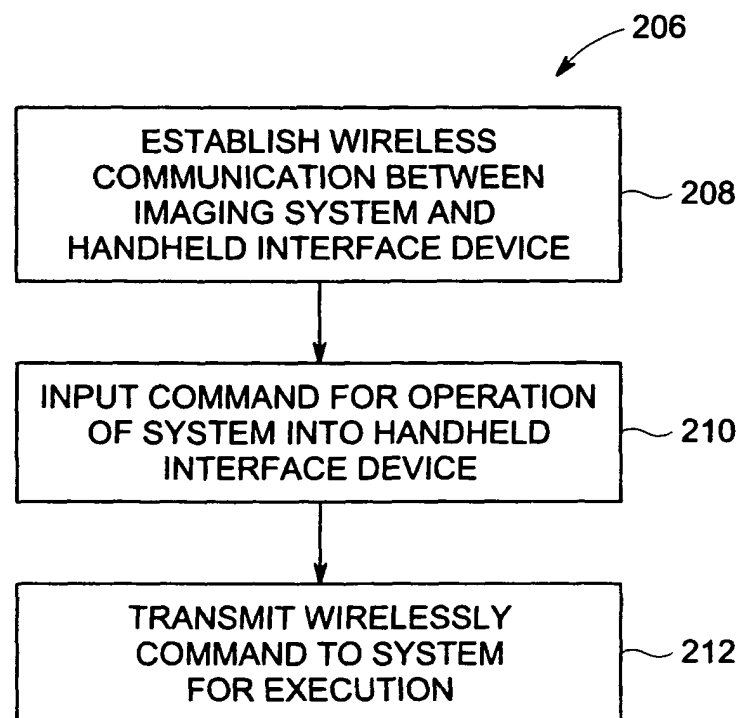 206
ESTABLISH WIRELESS
COMMUNICATION BETWEEN
IMAGING SYSTEM AND
HANDHELD INTERFACE DEVICE
208
INPUT COMMAND FOR OPERATION
OF SYSTEM INTO HANDHELD
INTERFACE DEVICE
210
TRANSMIT WIRELESSLY
COMMAND TO SYSTEM
FOR EXECUTION
212